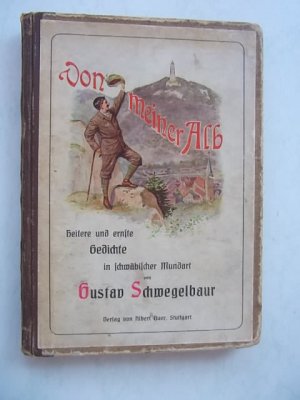 Von
meiner Alb
Heitere und ernste
Gedichte
in schwäbischer Mundart
von
Gustav Schwegelbaur
Verlag von Albert Auer, Stuttgart